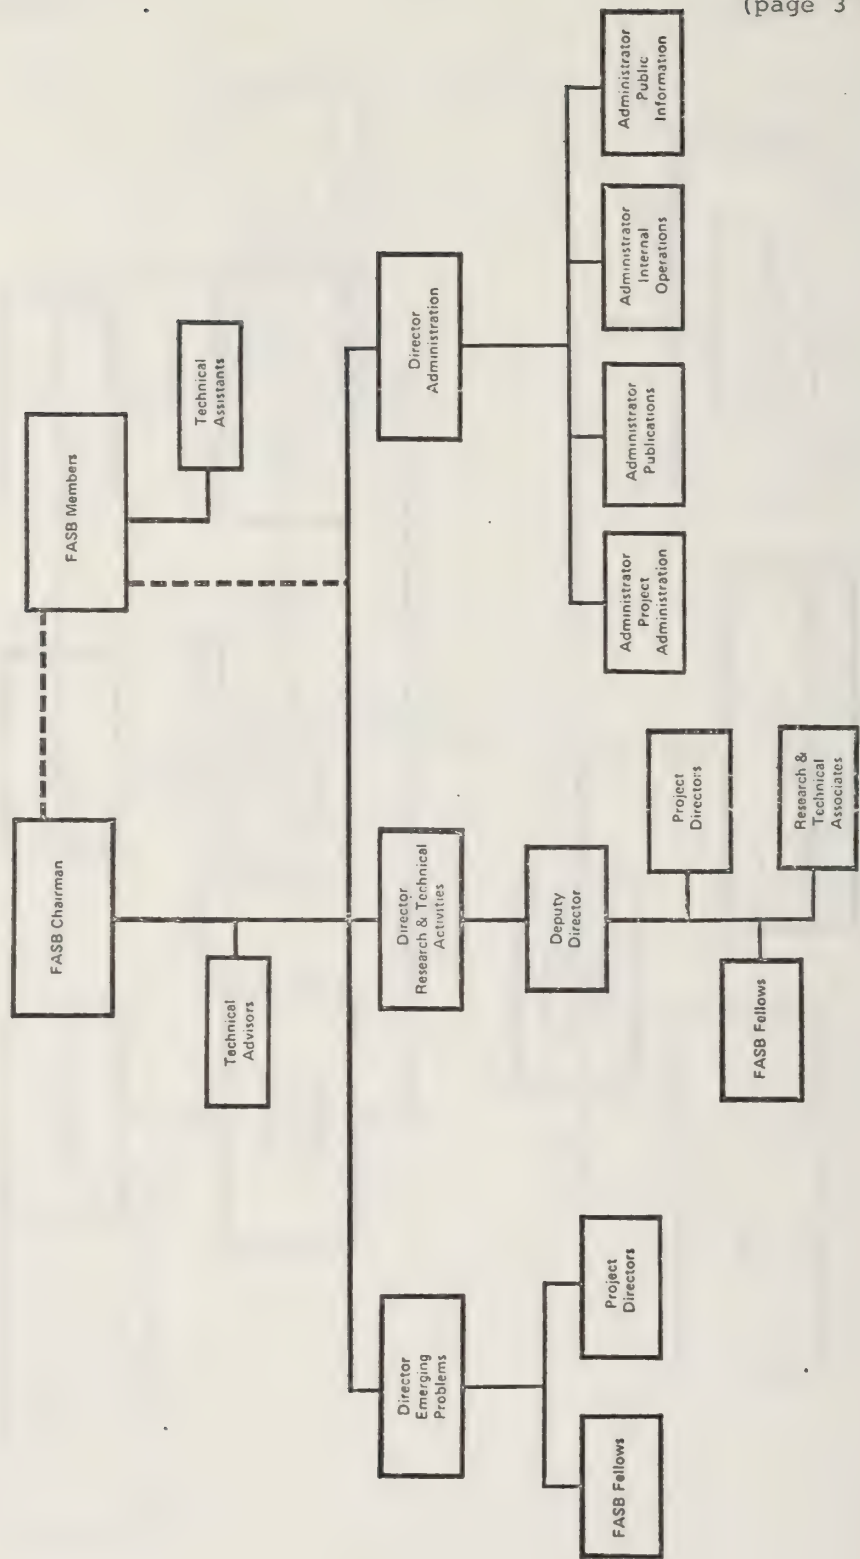 (page 3
FASB Chairman
FASB Members
Technical
Advisors
Technical
Assistants
Director
Emerging
Problems
Director
Research & Technical
Activities
Director
Administration
FASB Fellows
Project
Directors
Deputy
Director
Project
Directors
FASB Fellows
Research &
Technical
Associates
Administrator
Project
Administration
Administrator
Publications
Administrator
Internal
Operations
Administrator
Public
Information